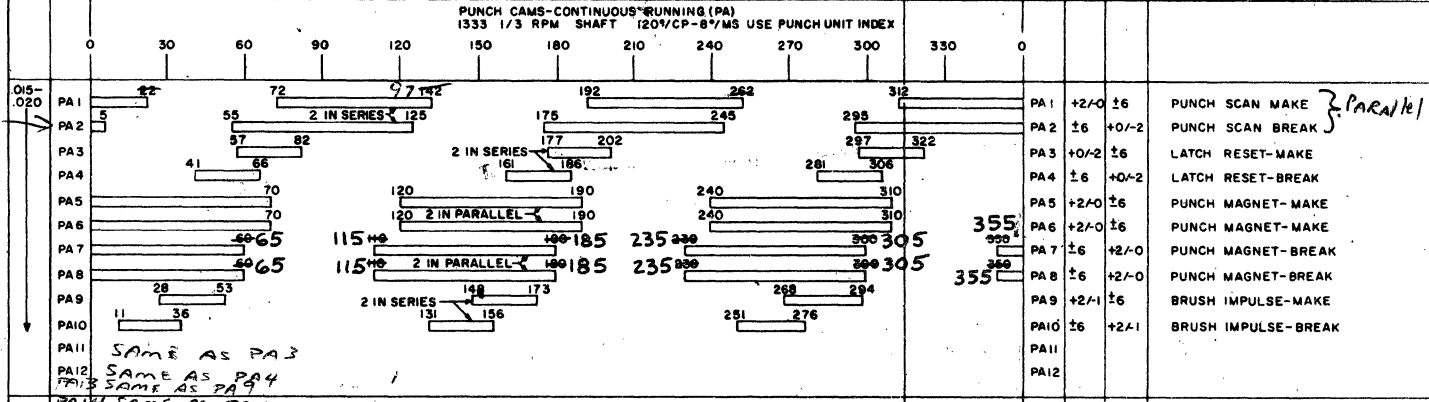 PUNCH CAMS-CONTINUOUS RUNNING (PA)
1333 1/3 RPM SHAFT 120°/CP-8°/MS USE PUNCH UNIT INDEX
0 30 60 90 120 150 180 210 240 270 300 330 0
.015-
.020
PA1 22 72 97 142 192 262 312 PA1 +2/-0 ±6 PUNCH SCAN MAKE
PARAllel
PA2 5 55 2 IN SERIES 125 175 245 295 PA2 ±6 +0/-2 PUNCH SCAN BREAK
PA3 57 82 177 202 297 322 PA3 +0/-2 ±6 LATCH RESET-MAKE
2 IN SERIES
PA4 41 66 161 186 281 306 PA4 ±6 +0/-2 LATCH RESET-BREAK
PA5 70 120 190 240 310 PA5 +2/-0 ±6 PUNCH MAGNET-MAKE
2 IN PARALLEL
PA6 70 120 190 240 310 PA6 +2/-0 ±6 PUNCH MAGNET-MAKE
PA7 60 65 115 110 180 185 235 230 300 305 355 350 PA7 ±6 +2/-0 PUNCH MAGNET-BREAK
2 IN PARALLEL
PA8 60 65 115 110 180 185 235 230 300 305 355 350 PA8 ±6 +2/-0 PUNCH MAGNET-BREAK
PA9 28 53 148 173 268 294 PA9 +2/-1 ±6 BRUSH IMPULSE-MAKE
2 IN SERIES
PA10 11 36 131 156 251 276 PA10 ±6 +2/-1 BRUSH IMPULSE-BREAK
PA11 SAME AS PA3 PA11
PA12 SAME AS PA4 PA12
PA13 SAME AS PA9
PA14 SAME AS